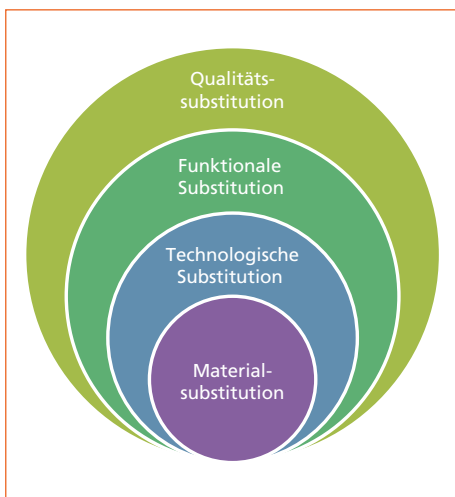 Qualitäts-
substitution
Funktionale
Substitution
Technologische
Substitution
Material-
substitution